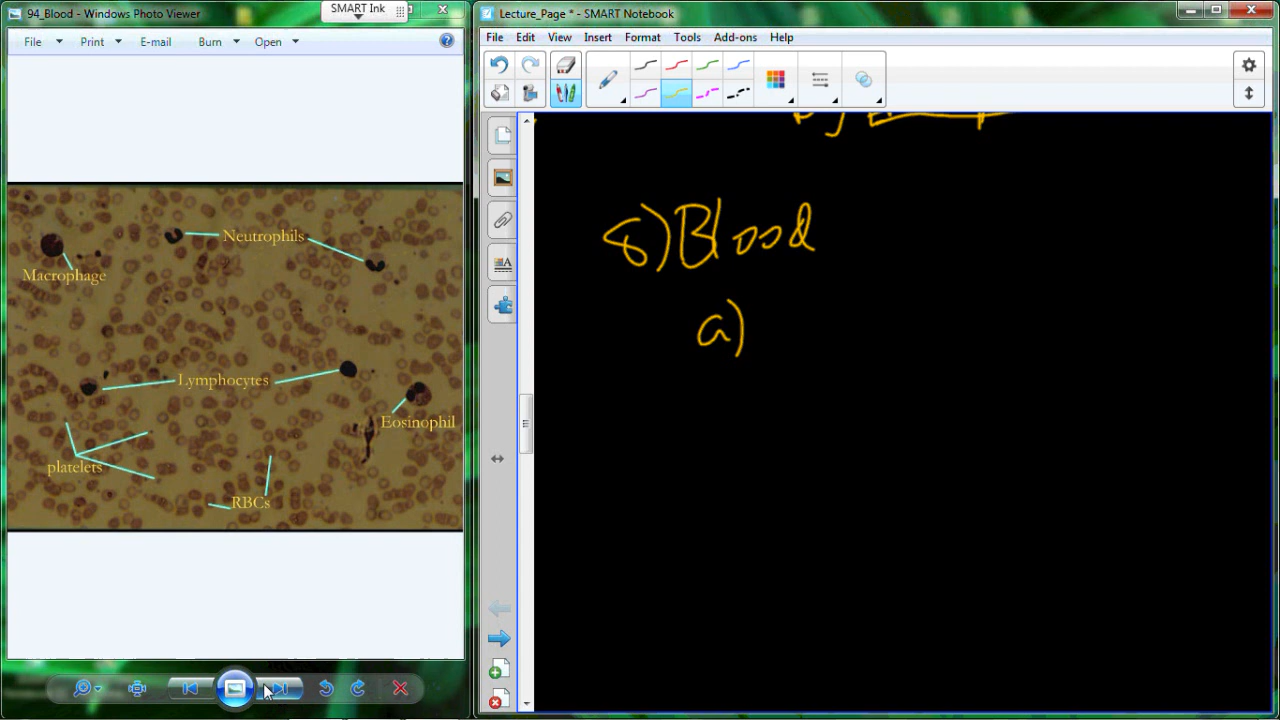 94_Blood - Windows Photo Viewer
SMART Ink
File Print E-mail Burn Open
Neutrophils
Macrophage
Lymphocytes
Eosinophil
platelets
RBCs
Lecture_Page * - SMART Notebook
File Edit View Insert Format Tools Add-ons Help
8) Blood
a)